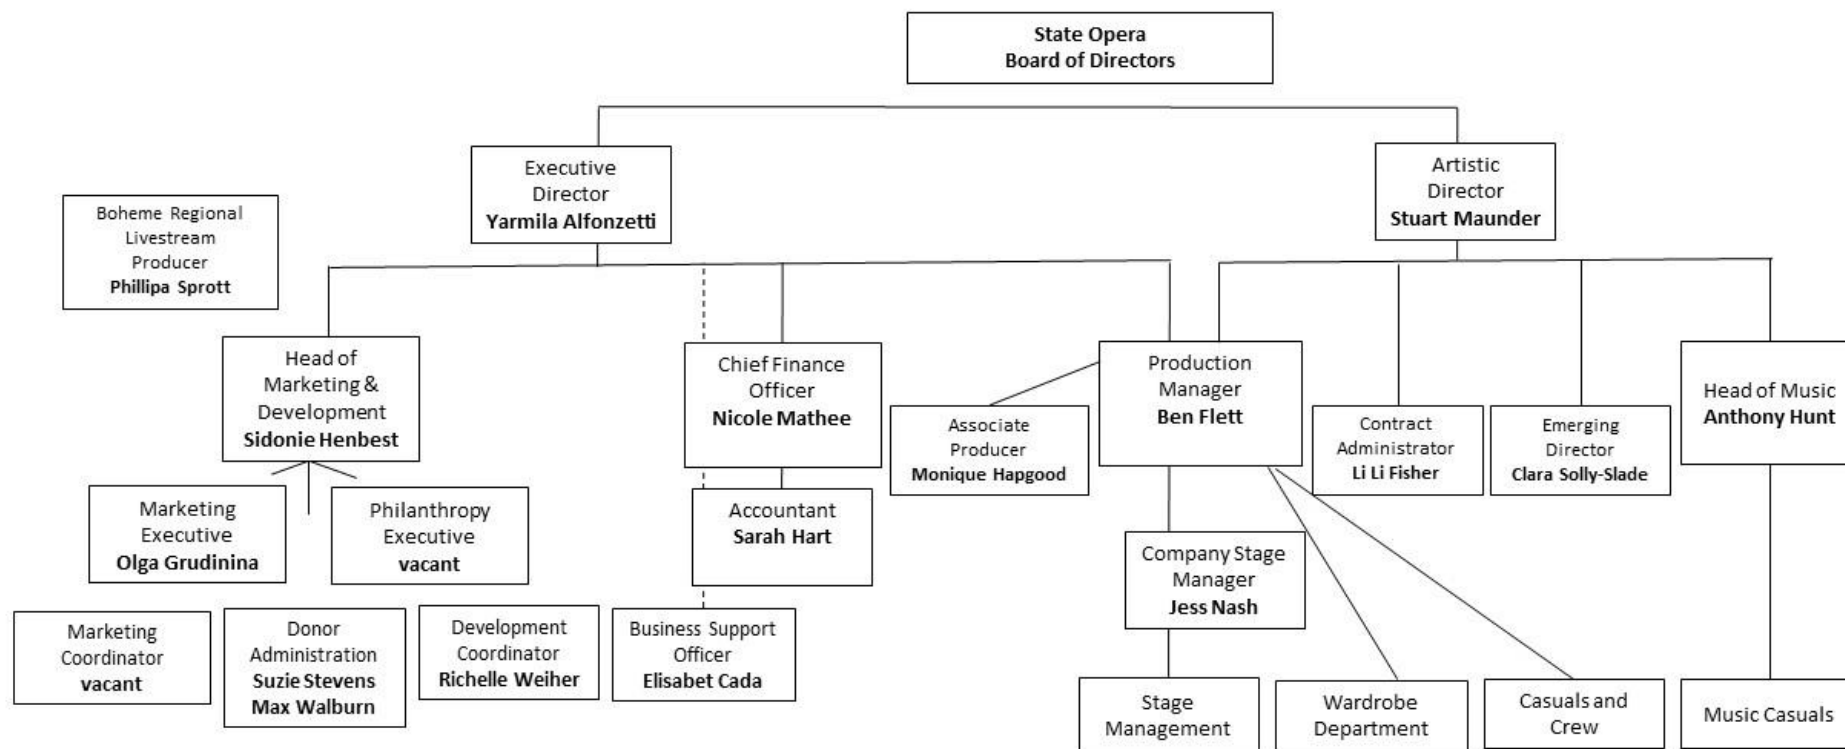 State Opera
Board of Directors
Executive
Director
Yarmila Alfonzetti
Artistic
Director
Stuart Maunder
Boheme Regional
Livestream
Producer
Phillipa Sprott
Head of
Marketing &
Development
Sidonie Henbest
Chief Finance
Officer
Nicole Mathee
Production
Manager
Ben Flett
Head of Music
Anthony Hunt
Associate
Producer
Monique Hapgood
Contract
Administrator
Li Li Fisher
Emerging
Director
Clara Solly-Slade
Marketing
Executive
Olga Grudinina
Philanthropy
Executive
vacant
Accountant
Sarah Hart
Company Stage
Manager
Jess Nash
Marketing
Coordinator
vacant
Donor
Administration
Suzie Stevens
Max Walburn
Development
Coordinator
Richelle Weiher
Business Support
Officer
Elisabet Cada
Stage
Management
Wardrobe
Department
Casuals and
Crew
Music Casuals